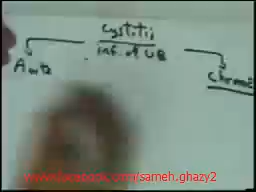 Cystitis
inf. of UB
Acute
Chronic
www.facebook.com/sameh.ghazy2